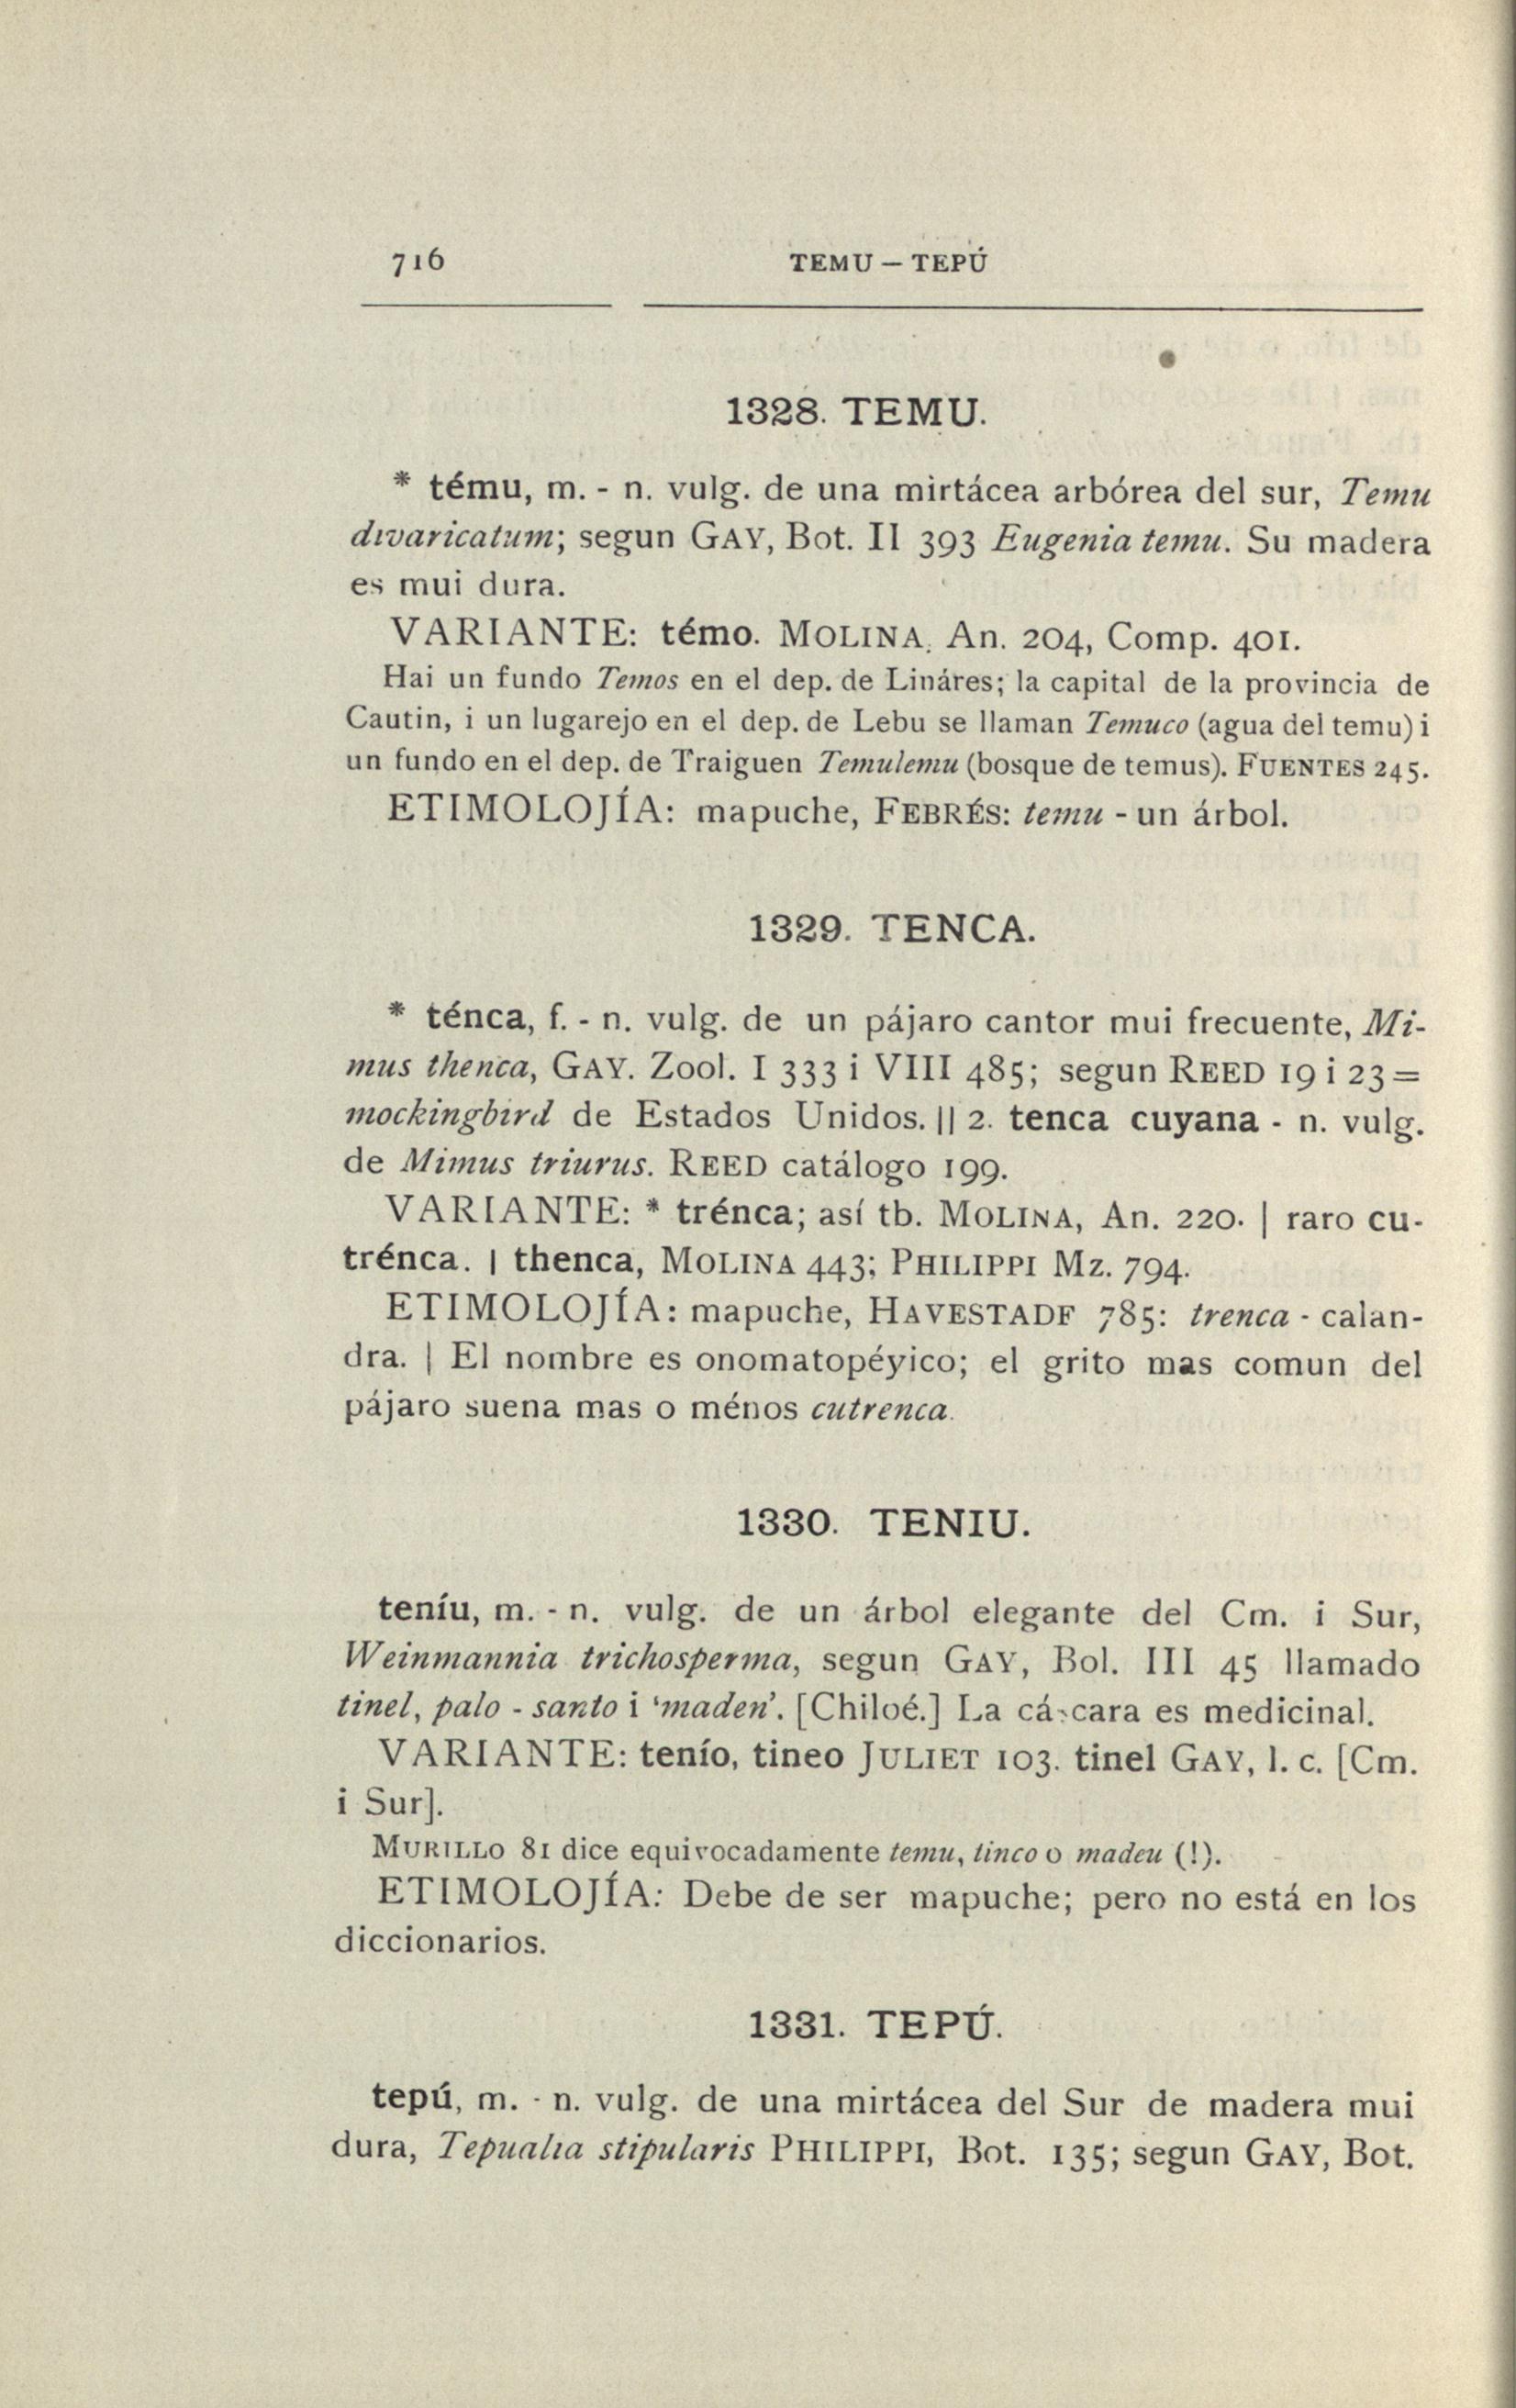 716
TEMU — TEPÚ
1328. TEMU.
* tému, m. - n. vulg. de una mirtácea arbórea del sur, Temu
divaricatum; segun GAY, Bot. II 393 Eugenia temu. Su madera
es mui dura.
VARIANTE: témo. MOLINA, An. 204, Comp. 401.
Hai un fundo Temos en el dep. de Lináres; la capital de la provincia de
Cautin, i un lugarejo en el dep. de Lebu se llaman Temuco (agua del temu) i
un fundo en el dep. de Traiguen Temulemu (bosque de temus). FUENTES 245.
ETIMOLOJÍA: mapuche, FEBRÉS: temu - un árbol.
1329. TENCA.
* ténca, f. - n. vulg. de un pájaro cantor mui frecuente, Mi-
mus thenca, GAY. Zool. I 333 i VIII 485; segun REED 19 i 23 =
mockingbird de Estados Unidos. || 2. tenca cuyana - n. vulg.
de Mimus triurus. REED catálogo 199.
VARIANTE: * trénca; así tb. MOLINA, An. 220. | raro cu-
trénca. | thenca, MOLINA 443; PHILIPPI Mz. 794.
ETIMOLOJÍA: mapuche, HAVESTADF 785: trenca - calan-
dra. | El nombre es onomatopéyico; el grito mas comun del
pájaro suena mas o ménos cutrenca.
1330. TENIU.
teníu, m. - n. vulg. de un árbol elegante del Cm. i Sur,
Weinmannia trichosperma, segun GAY, Bol. III 45 llamado
tinel, palo - santo i 'maden'. [Chiloé.] La cáscara es medicinal.
VARIANTE: tenío, tineo JULIET 103. tinel GAY, l. c. [Cm.
i Sur].
MURILLO 81 dice equivocadamente temu, tinco o madeu (!).
ETIMOLOJÍA: Debe de ser mapuche; pero no está en los
diccionarios.
1331. TEPÚ.
tepú, m. - n. vulg. de una mirtácea del Sur de madera mui
dura, Tepualia stipularis PHILIPPI, Bot. 135; segun GAY, Bot.